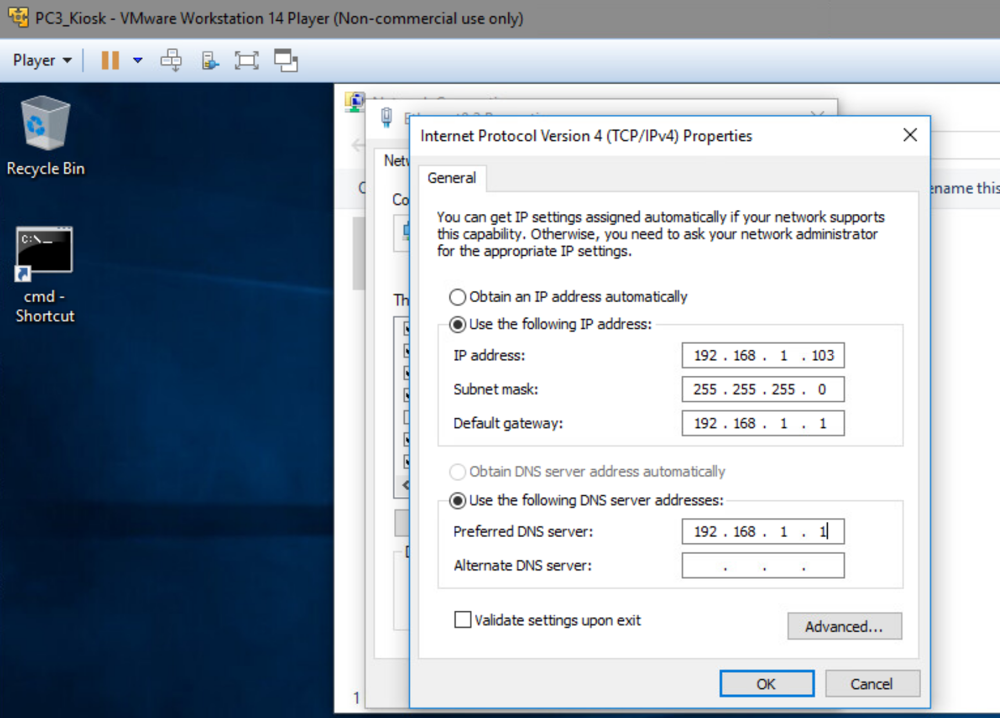 PC3_Kiosk - VMware Workstation 14 Player (Non-commercial use only)
Player
Recycle Bin
C:\_
cmd -
Shortcut
Internet Protocol Version 4 (TCP/IPv4) Properties
General
ename this
You can get IP settings assigned automatically if your network supports
this capability. Otherwise, you need to ask your network administrator
for the appropriate IP settings.
Obtain an IP address automatically
Use the following IP address:
IP address: 192 . 168 . 1 . 103
Subnet mask: 255 . 255 . 255 . 0
Default gateway: 192 . 168 . 1 . 1
Obtain DNS server address automatically
Use the following DNS server addresses:
Preferred DNS server: 192 . 168 . 1 . 1
Alternate DNS server: . . .
Validate settings upon exit
Advanced...
OK
Cancel
1